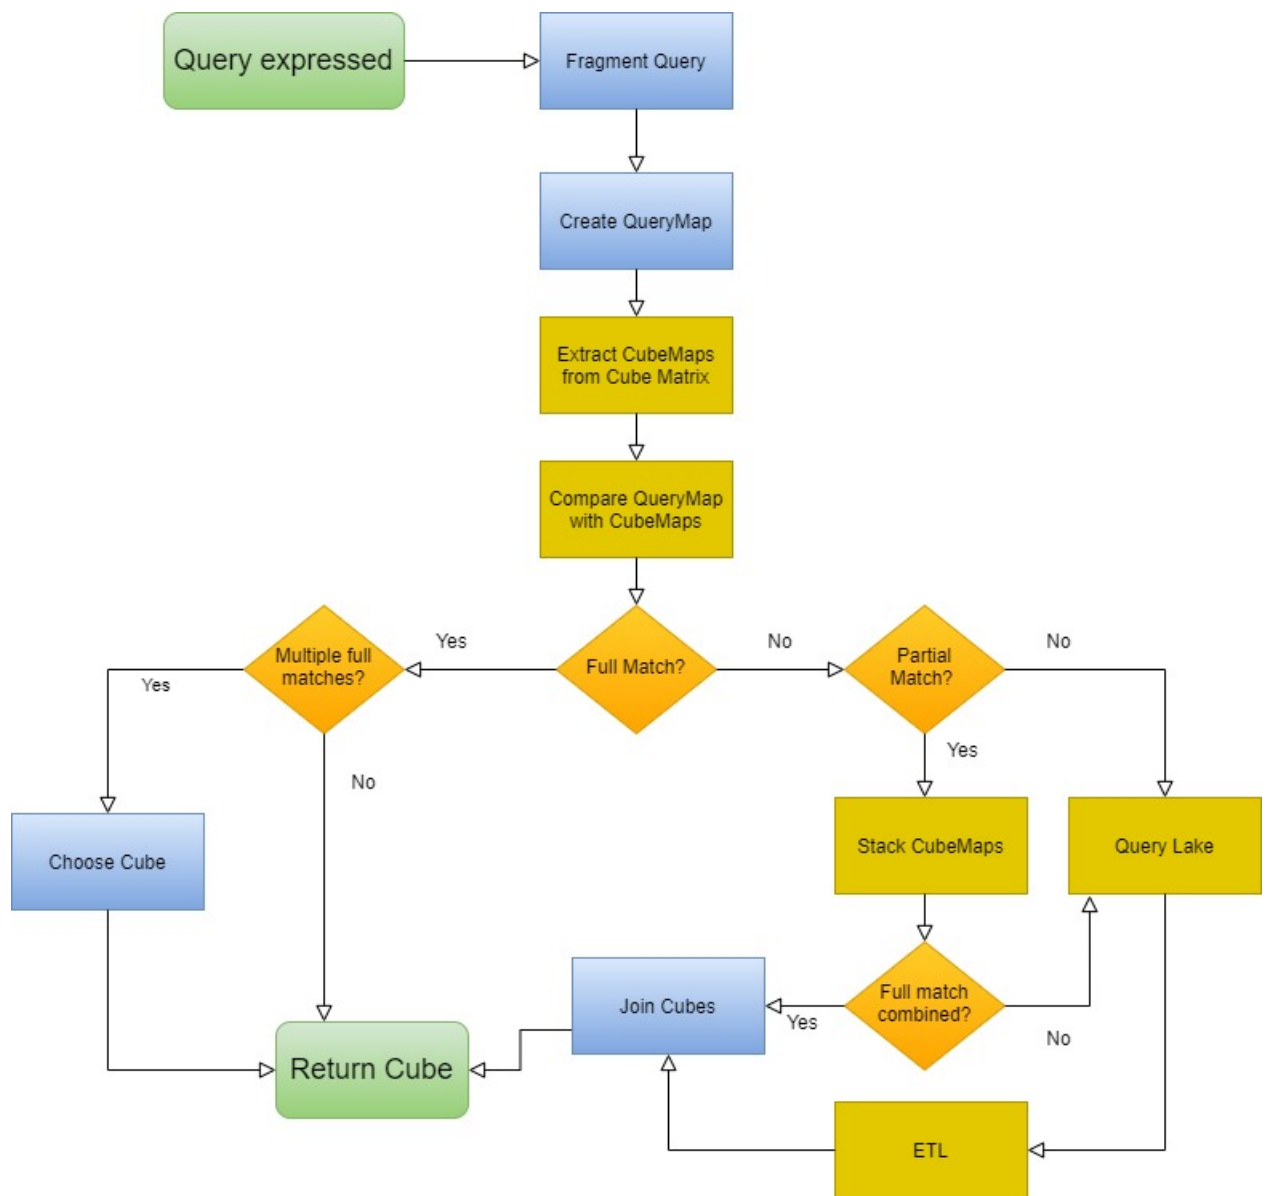 Query expressed
Fragment Query
Create QueryMap
Extract CubeMaps
from Cube Matrix
Compare QueryMap
with CubeMaps
Multiple full
matches?
Yes
Full Match?
No
Partial
Match?
No
Yes
Yes
No
Choose Cube
Stack CubeMaps
Query Lake
Return Cube
Join Cubes
Yes
Full match
combined?
No
ETL